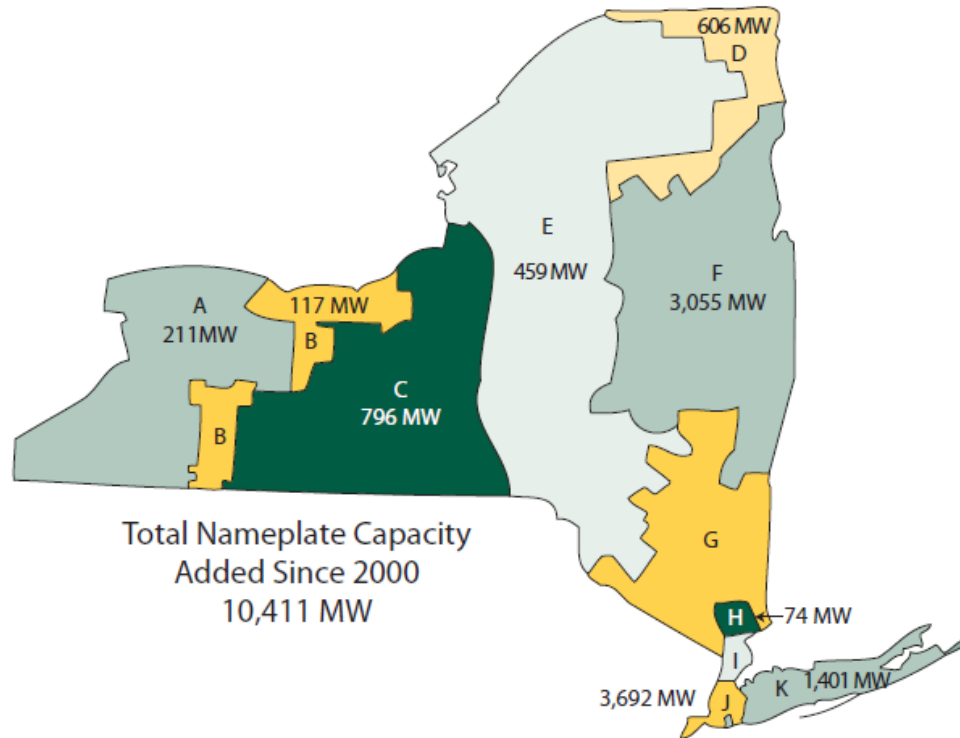 606 MW
D
E
459 MW
F
3,055 MW
A
211MW
117 MW
B
C
796 MW
B
Total Nameplate Capacity
Added Since 2000
10,411 MW
G
H
74 MW
I
K 1,401 MW
3,692 MW
J